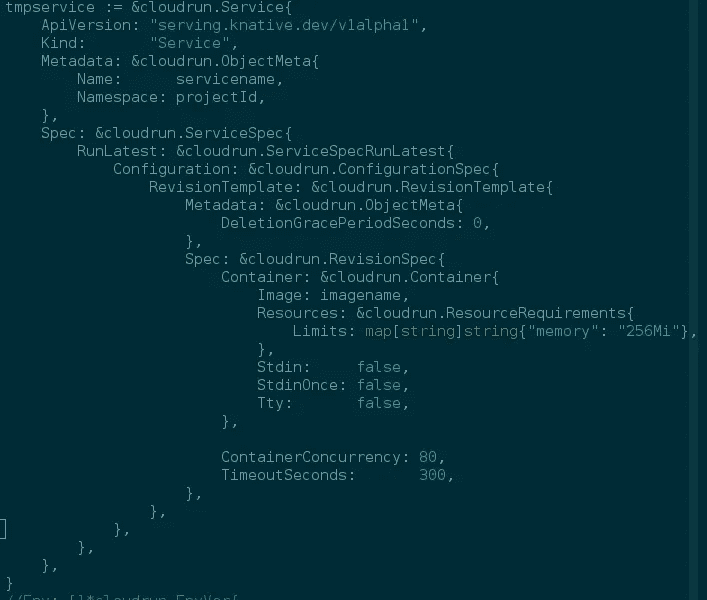 tmpservice := &cloudrun.Service{
    ApiVersion: "serving.knative.dev/v1alpha1",
    Kind:       "Service",
    Metadata: &cloudrun.ObjectMeta{
        Name:      servicename,
        Namespace: projectId,
    },
    Spec: &cloudrun.ServiceSpec{
        RunLatest: &cloudrun.ServiceSpecRunLatest{
            Configuration: &cloudrun.ConfigurationSpec{
                RevisionTemplate: &cloudrun.RevisionTemplate{
                    Metadata: &cloudrun.ObjectMeta{
                        DeletionGracePeriodSeconds: 0,
                    },
                    Spec: &cloudrun.RevisionSpec{
                        Container: &cloudrun.Container{
                            Image: imagename,
                            Resources: &cloudrun.ResourceRequirements{
                                Limits: map[string]string{"memory": "256Mi"},
                            },
                            Stdin:     false,
                            StdinOnce: false,
                            Tty:       false,
                        },

                        ContainerConcurrency: 80,
                        TimeoutSeconds:       300,
                    },
                },
            },
        },
    },
}
//Env: []*cloudrun.EnvVar{